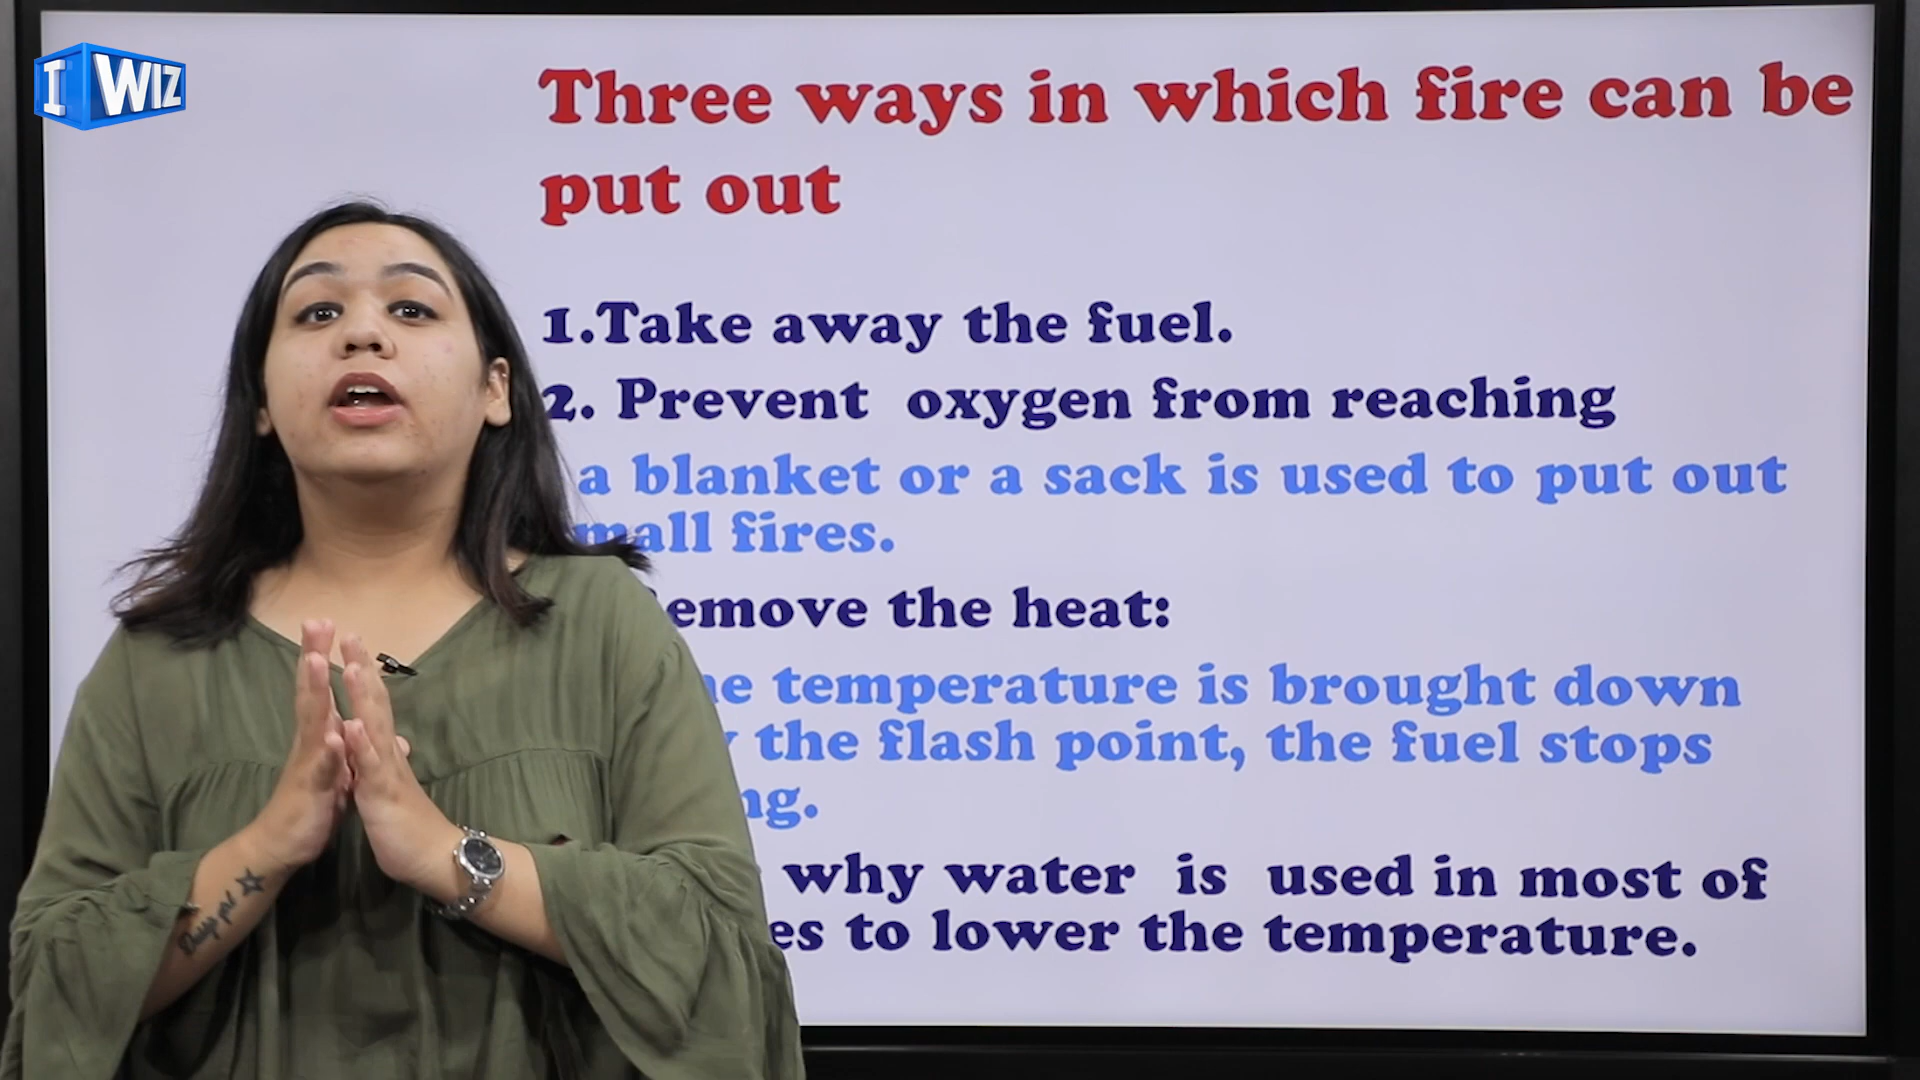 I WIZ
Three ways in which fire can be
put out
1.Take away the fuel.
2. Prevent oxygen from reaching
a blanket or a sack is used to put out
mall fires.
emove the heat:
e temperature is brought down
the flash point, the fuel stops
ng.
why water is used in most of
es to lower the temperature.